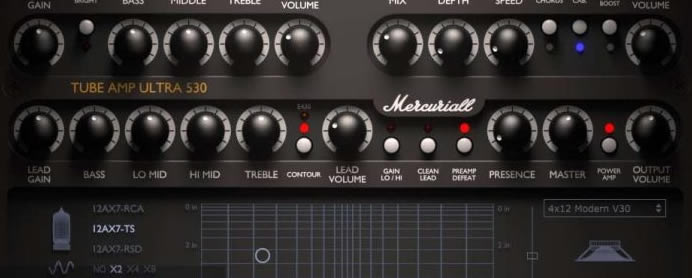 GAIN BRIGHT BASS MIDDLE TREBLE VOLUME MIX DEPTH SPEED CHORUS CAB. BOOST VOLUME
TUBE AMP ULTRA 530
Mercuriall
LEAD GAIN BASS LO MID HI MID TREBLE CONTOUR LEAD VOLUME GAIN LO / HI CLEAN LEAD PREAMP DEFEAT PRESENCE MASTER POWER AMP OUTPUT VOLUME
12AX7-RCA 0 in 0 in 4x12 Modern V30
12AX7-TS
12AX7-RSD 2 in 2 in
NO X2 X4 X8